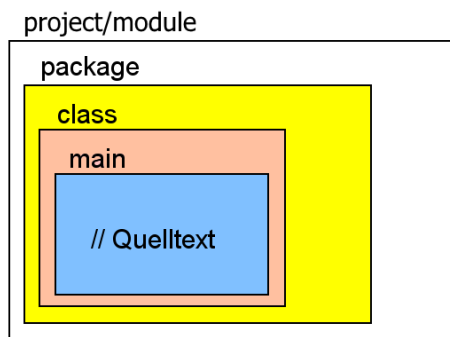 project/module
package
class
main
// Quelltext